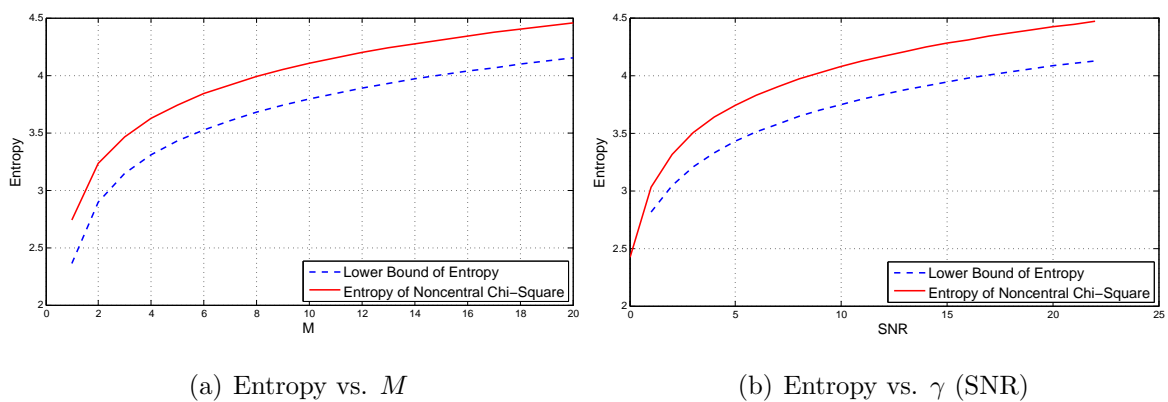 4.5
4
3.5
3
2.5
2
Entropy
0 2 4 6 8 10 12 14 16 18 20
M
Lower Bound of Entropy
Entropy of Noncentral Chi−Square
(a) Entropy vs. M
4.5
4
3.5
3
2.5
2
Entropy
0 5 10 15 20 25
SNR
Lower Bound of Entropy
Entropy of Noncentral Chi−Square
(b) Entropy vs. γ (SNR)